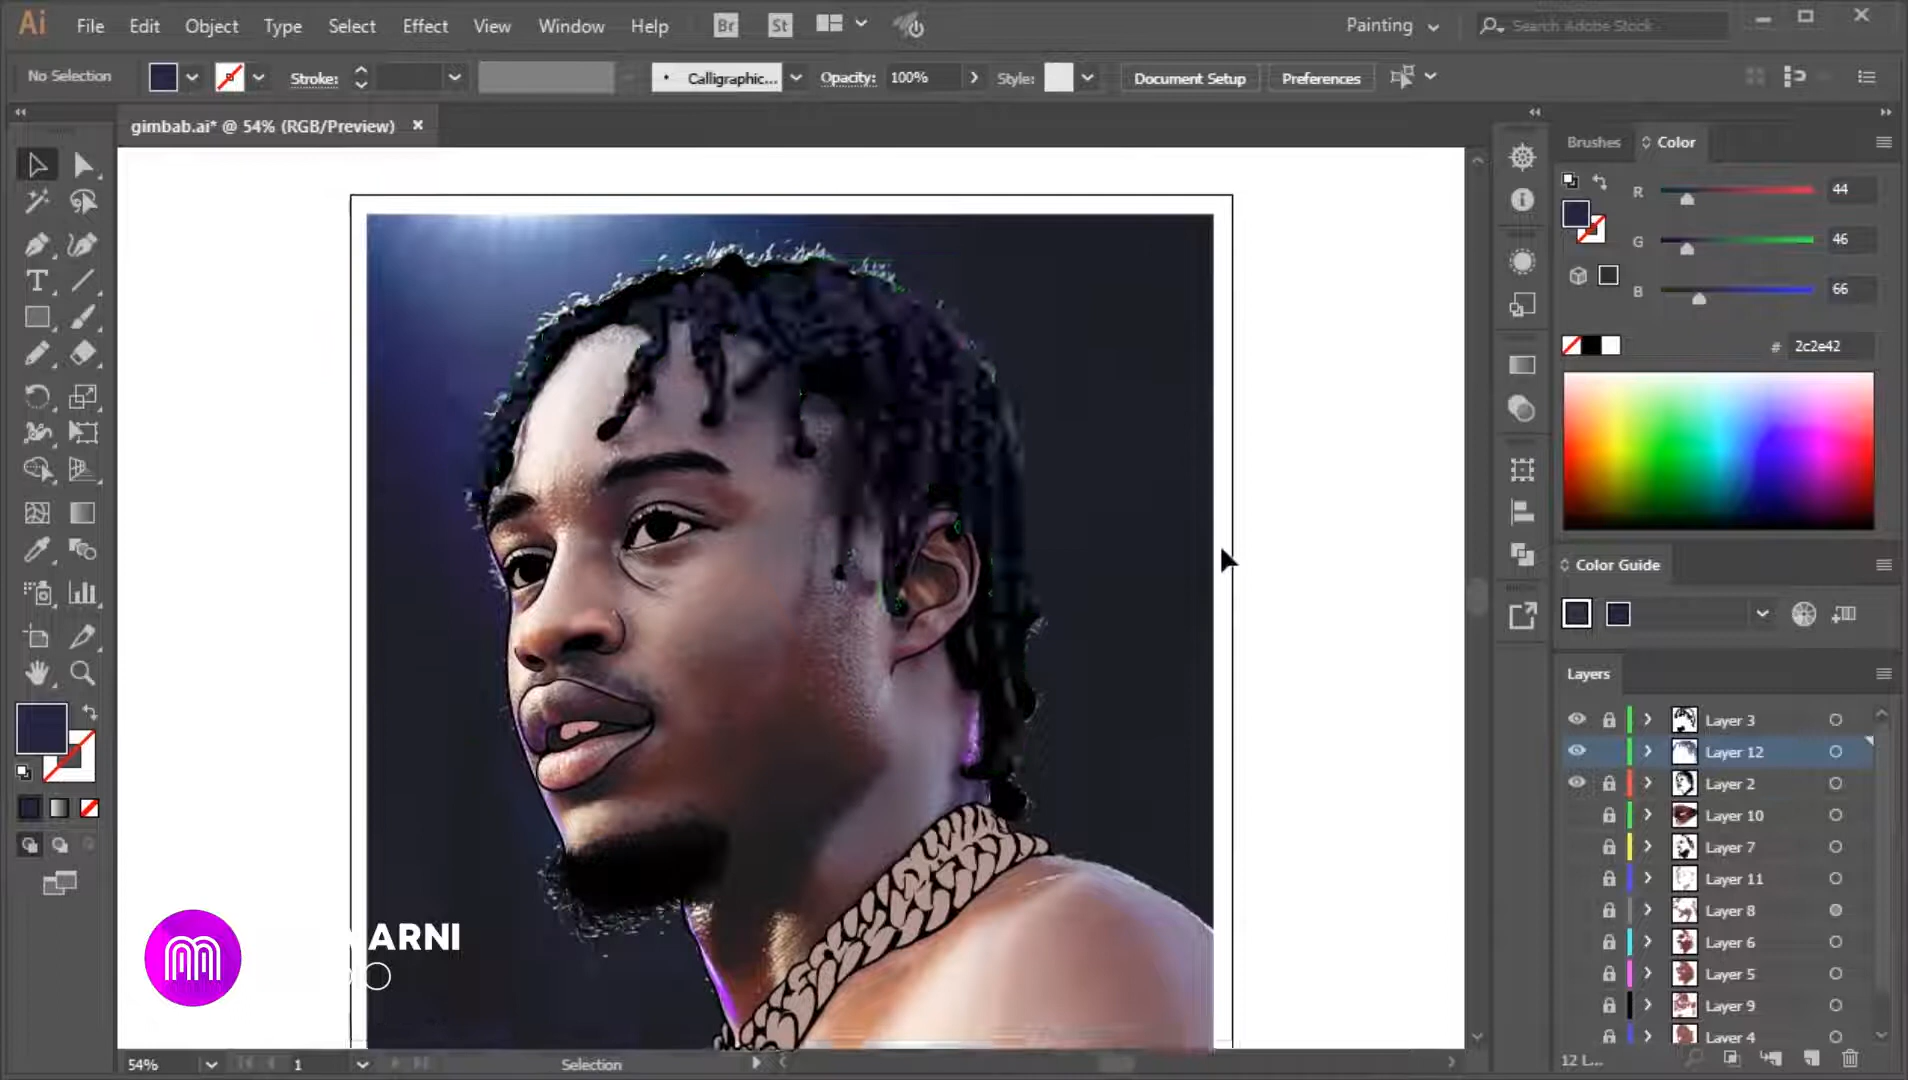 Ai File Edit Object Type Select Effect View Window Help Br St Painting Search Adobe Stock
No Selection Stroke: Calligraphic... Opacity: 100% Style: Document Setup Preferences
gimbab.ai* @ 54% (RGB/Preview)
Brushes Color
R 44
G 46
B 66
# 2c2e42
Color Guide
Layers
Layer 3
Layer 12
Layer 2
Layer 10
Layer 7
Layer 11
Layer 8
Layer 6
Layer 5
Layer 9
Layer 4
12 L...
ARNI
54% 1 Selection